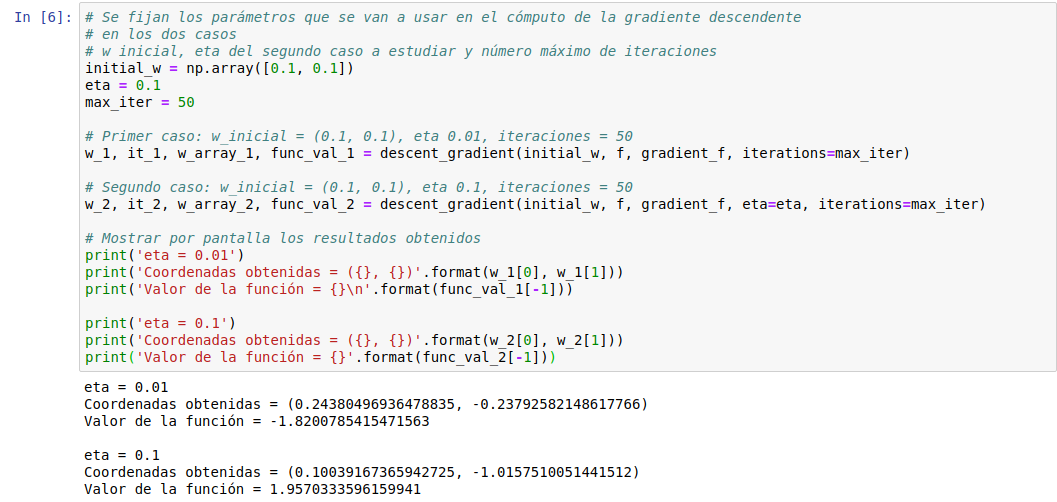 In [6]: # Se fijan los parámetros que se van a usar en el cómputo de la gradiente descendente
# en los dos casos
# w inicial, eta del segundo caso a estudiar y número máximo de iteraciones
initial_w = np.array([0.1, 0.1])
eta = 0.1
max_iter = 50

# Primer caso: w_inicial = (0.1, 0.1), eta 0.01, iteraciones = 50
w_1, it_1, w_array_1, func_val_1 = descent_gradient(initial_w, f, gradient_f, iterations=max_iter)

# Segundo caso: w_inicial = (0.1, 0.1), eta 0.1, iteraciones = 50
w_2, it_2, w_array_2, func_val_2 = descent_gradient(initial_w, f, gradient_f, eta=eta, iterations=max_iter)

# Mostrar por pantalla los resultados obtenidos
print('eta = 0.01')
print('Coordenadas obtenidas = ({}, {})'.format(w_1[0], w_1[1]))
print('Valor de la función = {}\n'.format(func_val_1[-1]))

print('eta = 0.1')
print('Coordenadas obtenidas = ({}, {})'.format(w_2[0], w_2[1]))
print('Valor de la función = {}'.format(func_val_2[-1]))

eta = 0.01
Coordenadas obtenidas = (0.24380496936478835, -0.23792582148617766)
Valor de la función = -1.8200785415471563

eta = 0.1
Coordenadas obtenidas = (0.10039167365942725, -1.0157510051441512)
Valor de la función = 1.9570333596159941